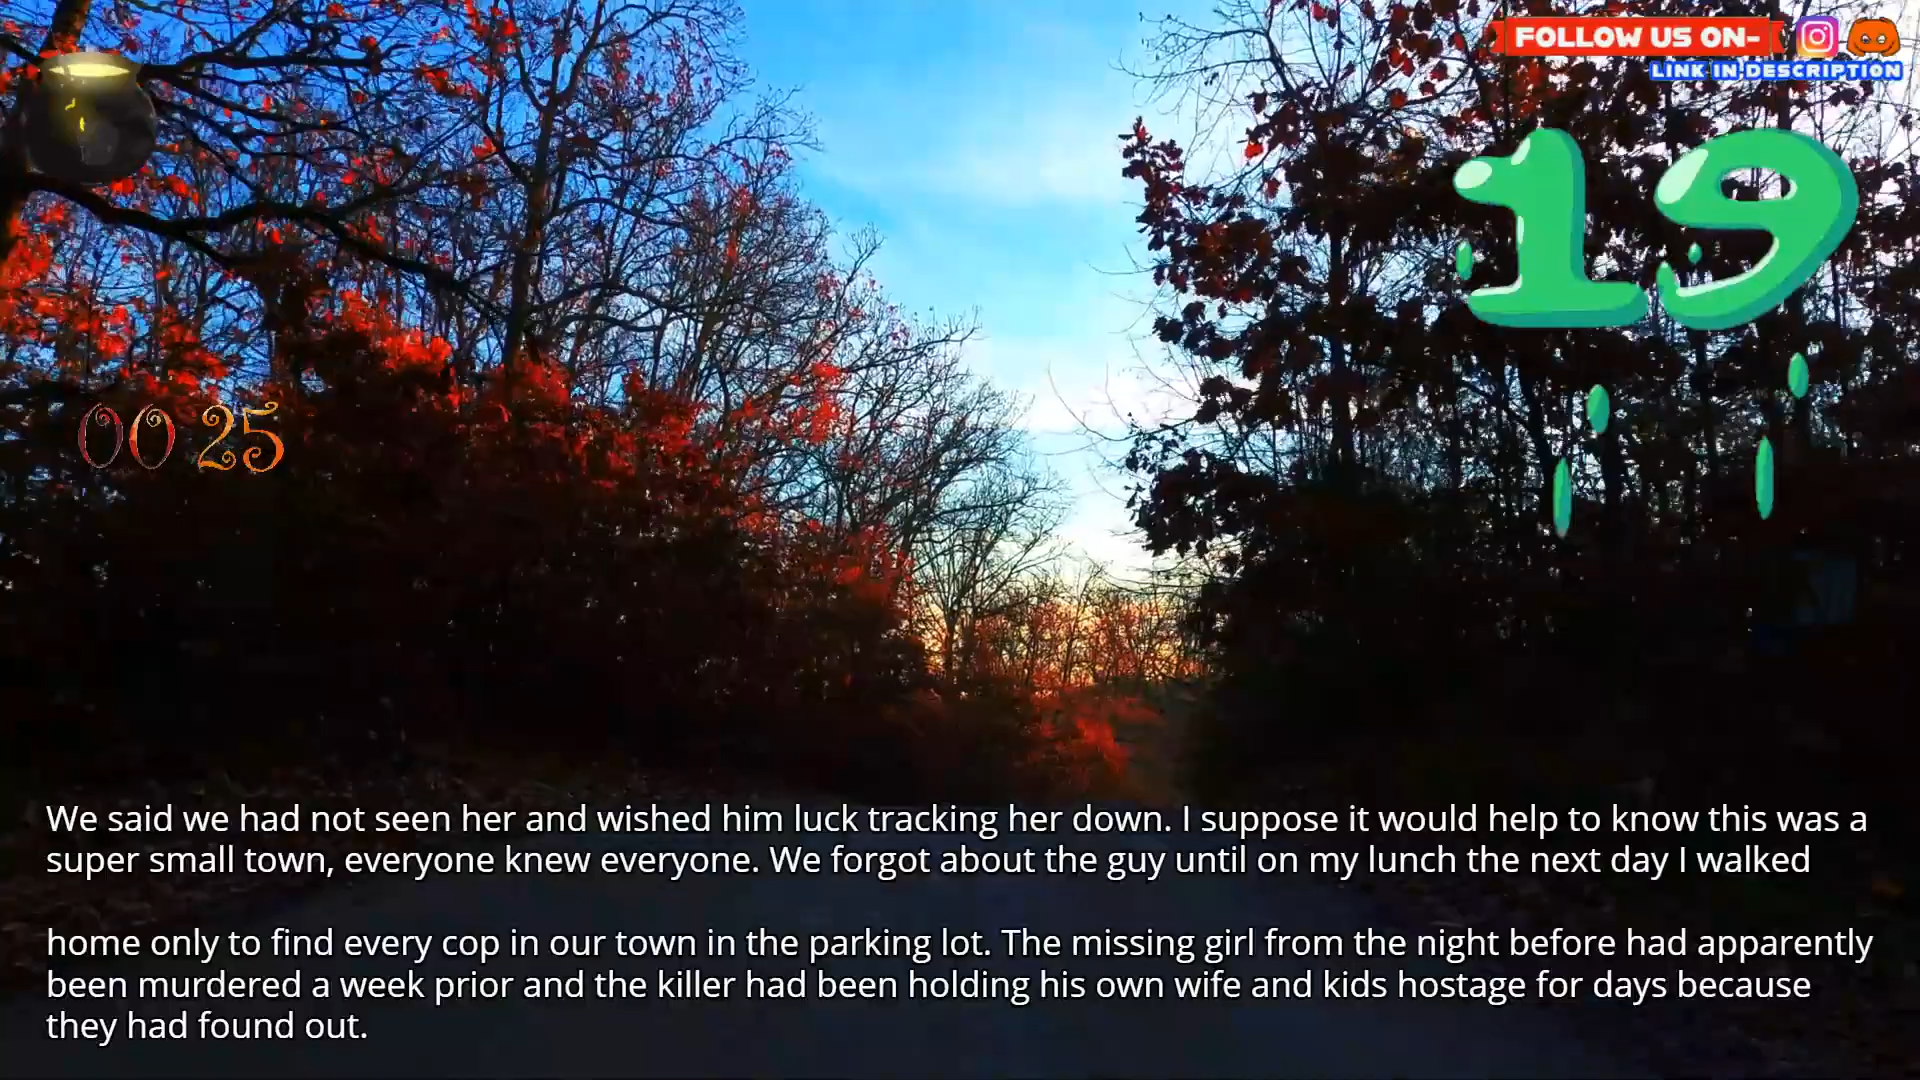 FOLLOW US ON-
LINK IN DESCRIPTION
19
00 25
We said we had not seen her and wished him luck tracking her down. I suppose it would help to know this was a
super small town, everyone knew everyone. We forgot about the guy until on my lunch the next day I walked
home only to find every cop in our town in the parking lot. The missing girl from the night before had apparently
been murdered a week prior and the killer had been holding his own wife and kids hostage for days because
they had found out.